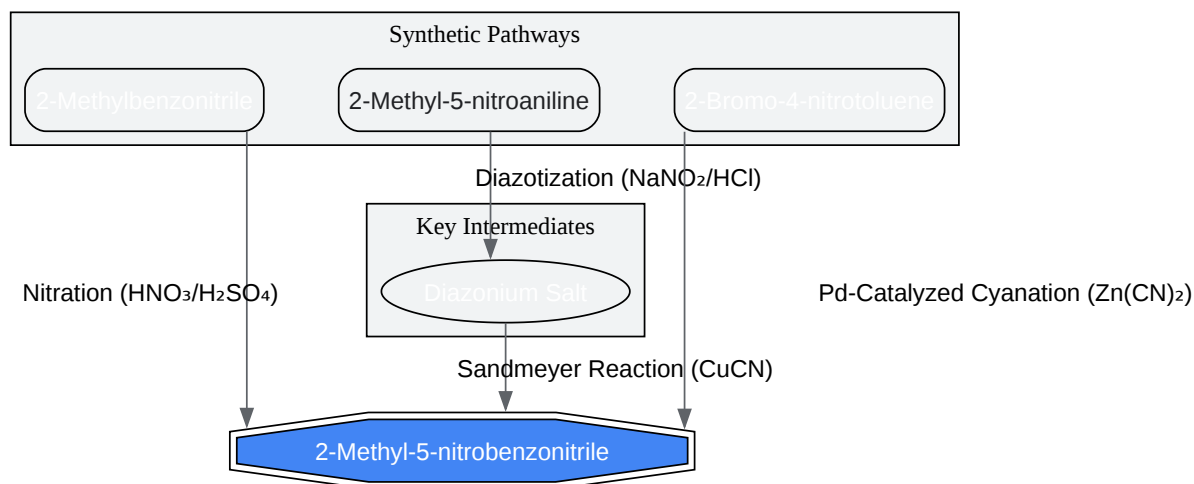 Synthetic Pathways
2-Methylbenzonitrile
2-Methyl-5-nitroaniline
2-Bromo-4-nitrotoluene
Diazotization (NaNO₂/HCl)
Key Intermediates
Diazonium Salt
Nitration (HNO₃/H₂SO₄)
Pd-Catalyzed Cyanation (Zn(CN)₂)
Sandmeyer Reaction (CuCN)
2-Methyl-5-nitrobenzonitrile